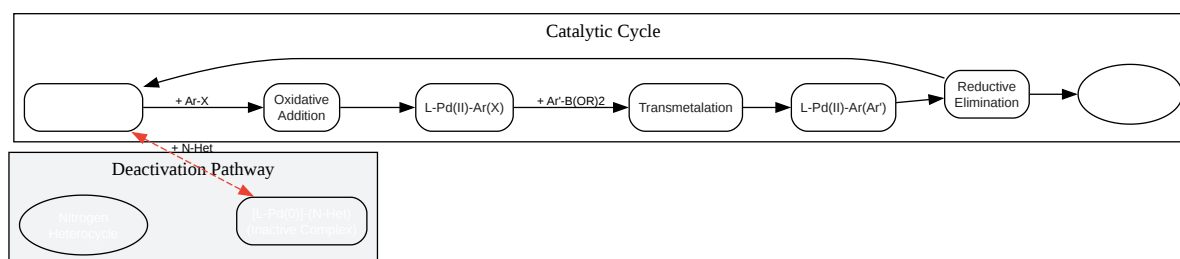 Catalytic Cycle
+ Ar-X
Oxidative
Addition
L-Pd(II)-Ar(X)
+ Ar'-B(OR)2
Transmetalation
L-Pd(II)-Ar(Ar')
Reductive
Elimination
+ N-Het
Deactivation Pathway
Nitrogen
Heterocycle
[L-Pd(0)]-(N-Het)
(Inactive Complex)